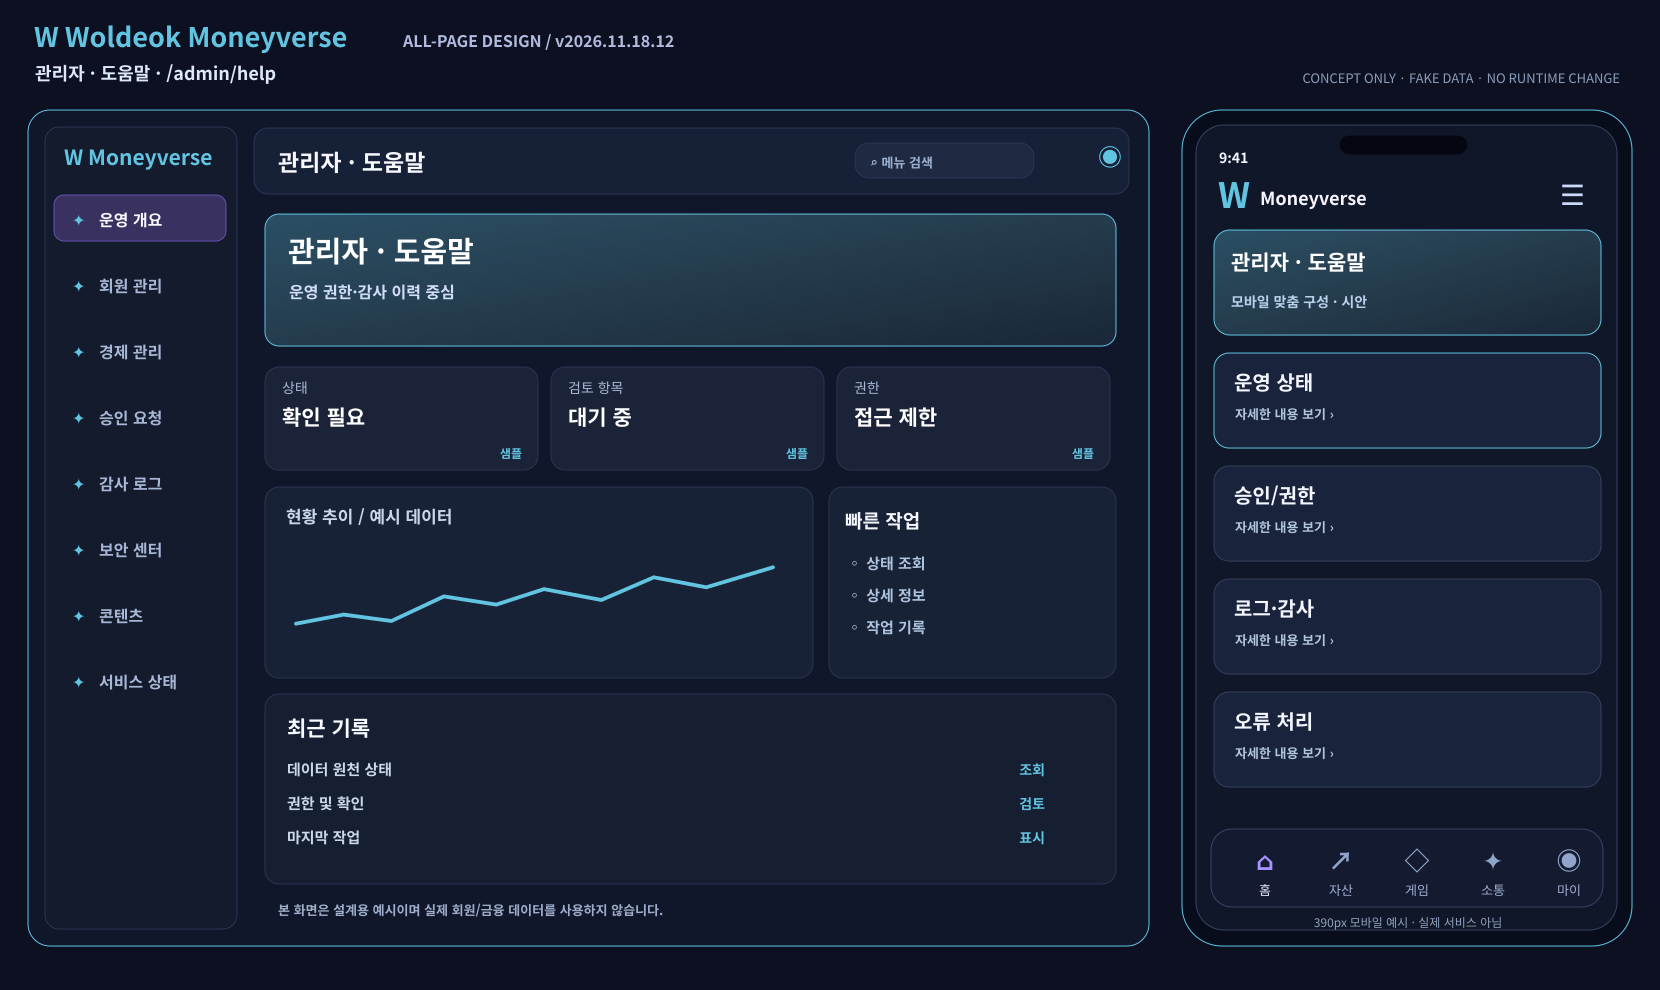 W Woldeok Moneyverse
ALL-PAGE DESIGN / v2026.11.18.12
관리자 · 도움말 · /admin/help
CONCEPT ONLY · FAKE DATA · NO RUNTIME CHANGE
W Moneyverse
운영 개요
회원 관리
경제 관리
승인 요청
감사 로그
보안 센터
콘텐츠
서비스 상태
관리자 · 도움말
메뉴 검색
관리자 · 도움말
운영 권한·감사 이력 중심
상태
확인 필요
샘플
검토 항목
대기 중
샘플
권한
접근 제한
샘플
현황 추이 / 예시 데이터
빠른 작업
상태 조회
상세 정보
작업 기록
최근 기록
데이터 원천 상태 조회
권한 및 확인 검토
마지막 작업 표시
본 화면은 설계용 예시이며 실제 회원/금융 데이터를 사용하지 않습니다.
9:41
W Moneyverse
관리자 · 도움말
모바일 맞춤 구성 · 시안
운영 상태
자세한 내용 보기 ›
승인/권한
자세한 내용 보기 ›
로그·감사
자세한 내용 보기 ›
오류 처리
자세한 내용 보기 ›
홈 자산 게임 소통 마이
390px 모바일 예시 · 실제 서비스 아님